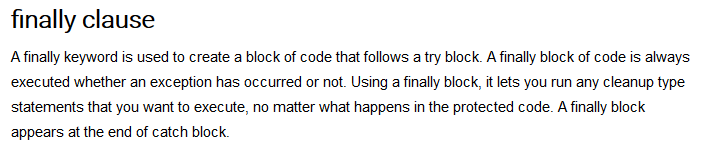 finally clause
A finally keyword is used to create a block of code that follows a try block. A finally block of code is always
executed whether an exception has occurred or not. Using a finally block, it lets you run any cleanup type
statements that you want to execute, no matter what happens in the protected code. A finally block
appears at the end of catch block.